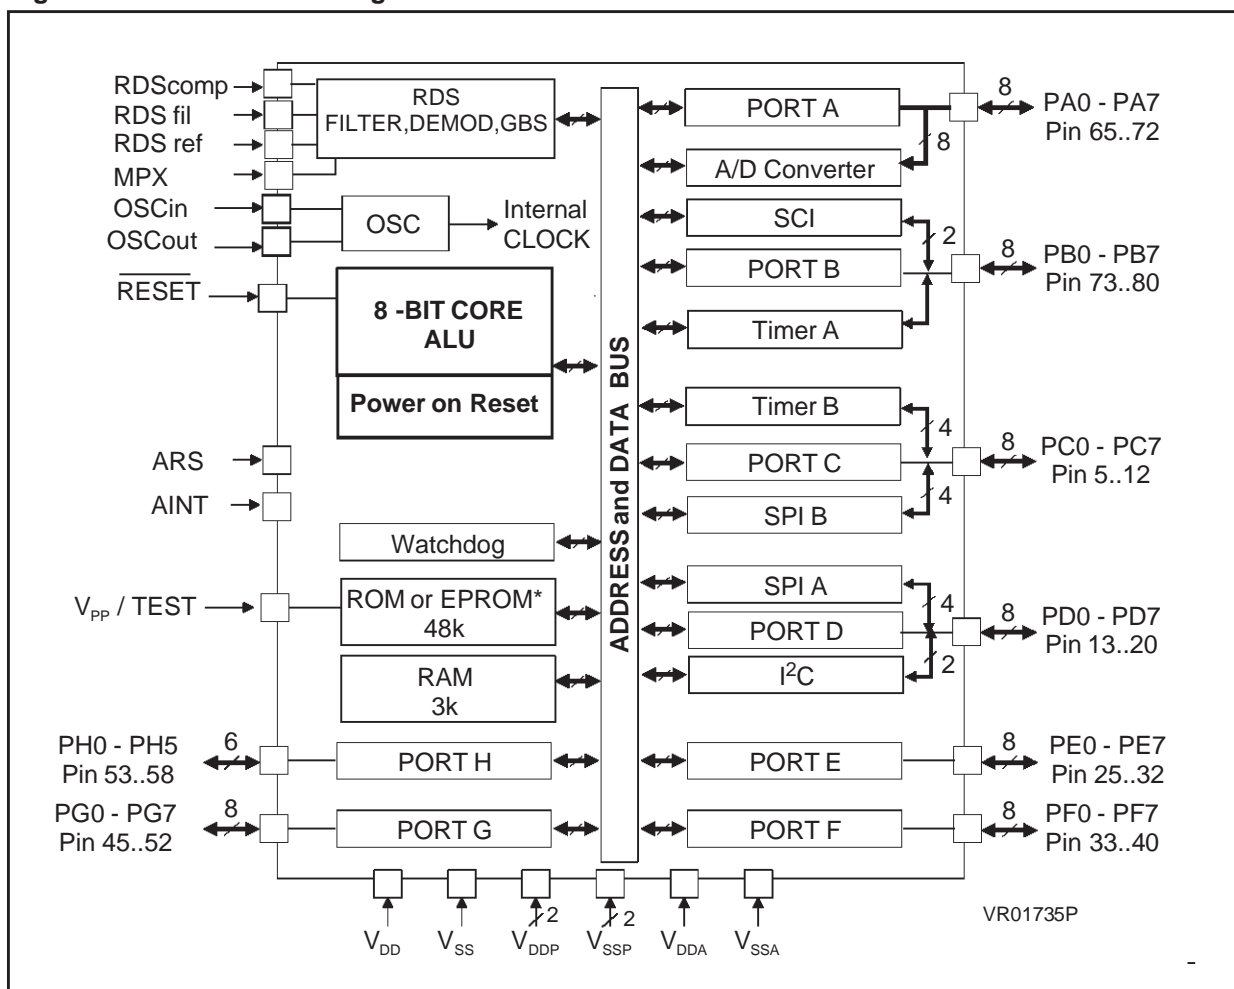 RDScomp
RDS fil
RDS ref
MPX
OSCin
OSCout
RESET
ARS
AINT
VPP / TEST
PH0 - PH5
Pin 53..58
6
PG0 - PG7
Pin 45..52
8
RDS
FILTER,DEMOD,GBS
OSC
Internal
CLOCK
8 -BIT CORE
ALU
Power on Reset
Watchdog
ROM or EPROM*
48k
RAM
3k
PORT H
PORT G
ADDRESS and DATA BUS
PORT A
8
A/D Converter
SCI
2
PORT B
Timer A
Timer B
4
PORT C
4
SPI B
SPI A
4
PORT D
2
I²C
PORT E
PORT F
8
PA0 - PA7
Pin 65..72
8
PB0 - PB7
Pin 73..80
8
PC0 - PC7
Pin 5..12
8
PD0 - PD7
Pin 13..20
8
PE0 - PE7
Pin 25..32
8
PF0 - PF7
Pin 33..40
2
2
VDD
VSS
VDDP
VSSP
VDDA
VSSA
VR01735P